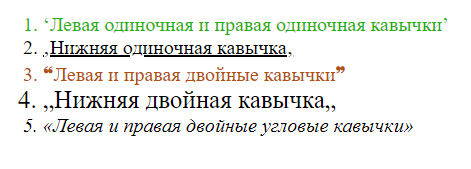 1. ‘Левая одиночная и правая одиночная кавычки’
2. ‚Нижняя одиночная кавычка‚
3. ❝Левая и правая двойные кавычки❞
4. „Нижняя двойная кавычка„
5. «Левая и правая двойные угловые кавычки»